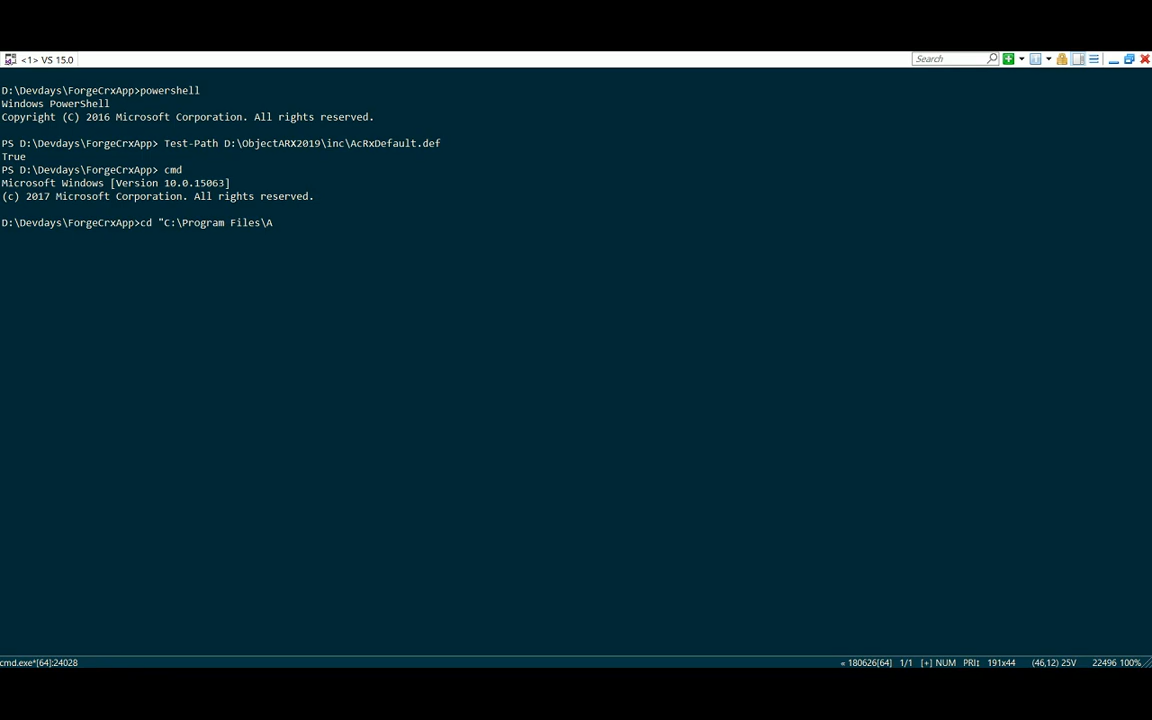 <1> VS 15.0
Search
D:\Devdays\ForgeCrxApp>powershell
Windows PowerShell
Copyright (C) 2016 Microsoft Corporation. All rights reserved.
PS D:\Devdays\ForgeCrxApp> Test-Path D:\ObjectARX2019\inc\AcRxDefault.def
True
PS D:\Devdays\ForgeCrxApp> cmd
Microsoft Windows [Version 10.0.15063]
(c) 2017 Microsoft Corporation. All rights reserved.
D:\Devdays\ForgeCrxApp>cd "C:\Program Files\A
cmd.exe*[64]:24028 « 180626[64] 1/1 [+] NUM PRI↕ 191x44 (46,12) 25V 22496 100%